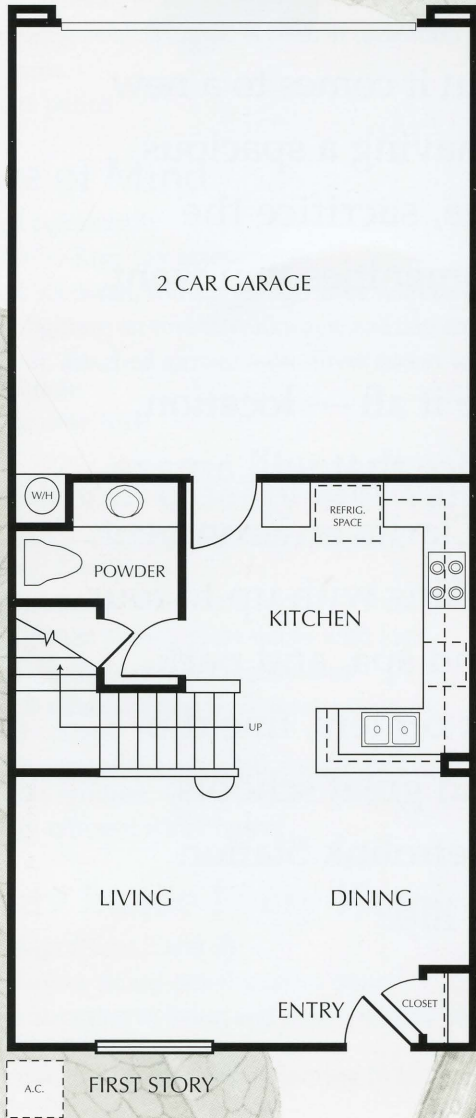 2 CAR GARAGE
W/H
REFRIG.
SPACE
POWDER
KITCHEN
UP
LIVING
DINING
ENTRY
CLOSET
A.C.
FIRST STORY